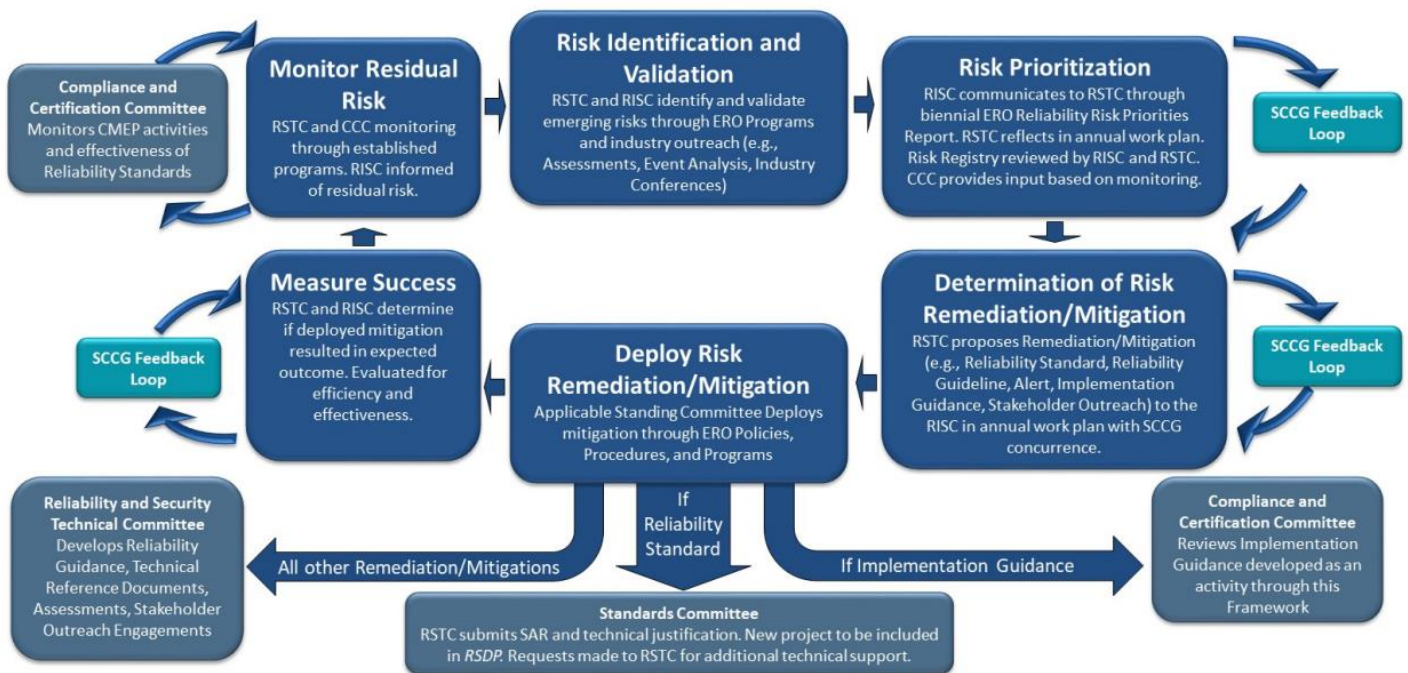 Compliance and
Certification Committee
Monitors CMEP activities
and effectiveness of
Reliability Standards
Monitor Residual
Risk
RSTC and CCC monitoring
through established
programs. RISC informed
of residual risk.
Risk Identification and
Validation
RSTC and RISC identify and validate
emerging risks through ERO Programs
and industry outreach (e.g.,
Assessments, Event Analysis, Industry
Conferences)
Risk Prioritization
RISC communicates to RSTC through
biennial ERO Reliability Risk Priorities
Report. RSTC reflects in annual work plan.
Risk Registry reviewed by RISC and RSTC.
CCC provides input based on monitoring.
SCCG Feedback
Loop
SCCG Feedback
Loop
Measure Success
RSTC and RISC determine
if deployed mitigation
resulted in expected
outcome. Evaluated for
efficiency and
effectiveness.
Deploy Risk
Remediation/Mitigation
Applicable Standing Committee Deploys
mitigation through ERO Policies,
Procedures, and Programs
Determination of Risk
Remediation/Mitigation
RSTC proposes Remediation/Mitigation
(e.g., Reliability Standard, Reliability
Guideline, Alert, Implementation
Guidance, Stakeholder Outreach) to the
RISC in annual work plan with SCCG
concurrence.
SCCG Feedback
Loop
Reliability and Security
Technical Committee
Develops Reliability
Guidance, Technical
Reference Documents,
Assessments, Stakeholder
Outreach Engagements
All other Remediation/Mitigations
If
Reliability
Standard
If Implementation Guidance
Compliance and
Certification Committee
Reviews Implementation
Guidance developed as an
activity through this
Framework
Standards Committee
RSTC submits SAR and technical justification. New project to be included
in RSDP. Requests made to RSTC for additional technical support.